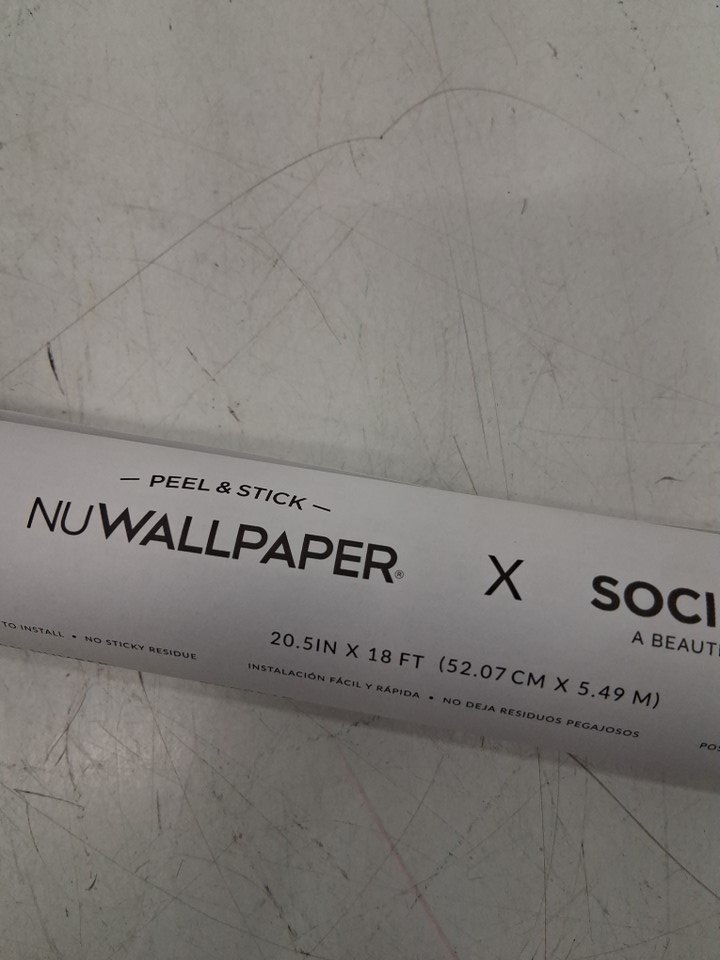 — PEEL & STICK —
NUWALLPAPER®
X
SOCI
A BEAUT
20.5IN X 18 FT (52.07 CM X 5.49 M)
TO INSTALL • NO STICKY RESIDUE
INSTALACIÓN FÁCIL Y RÁPIDA • NO DEJA RESIDUOS PEGAJOSOS